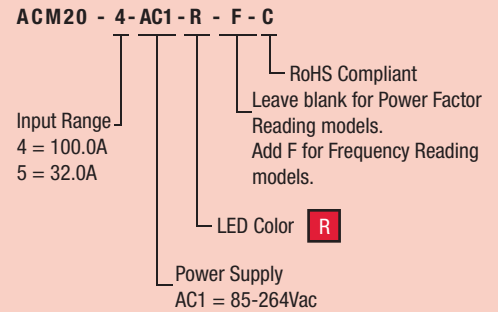 ACM20 - 4 - AC1 - R - F - C
RoHS Compliant
Leave blank for Power Factor
Reading models.
Add F for Frequency Reading
models.
Input Range
4 = 100.0A
5 = 32.0A
LED Color R
Power Supply
AC1 = 85-264Vac